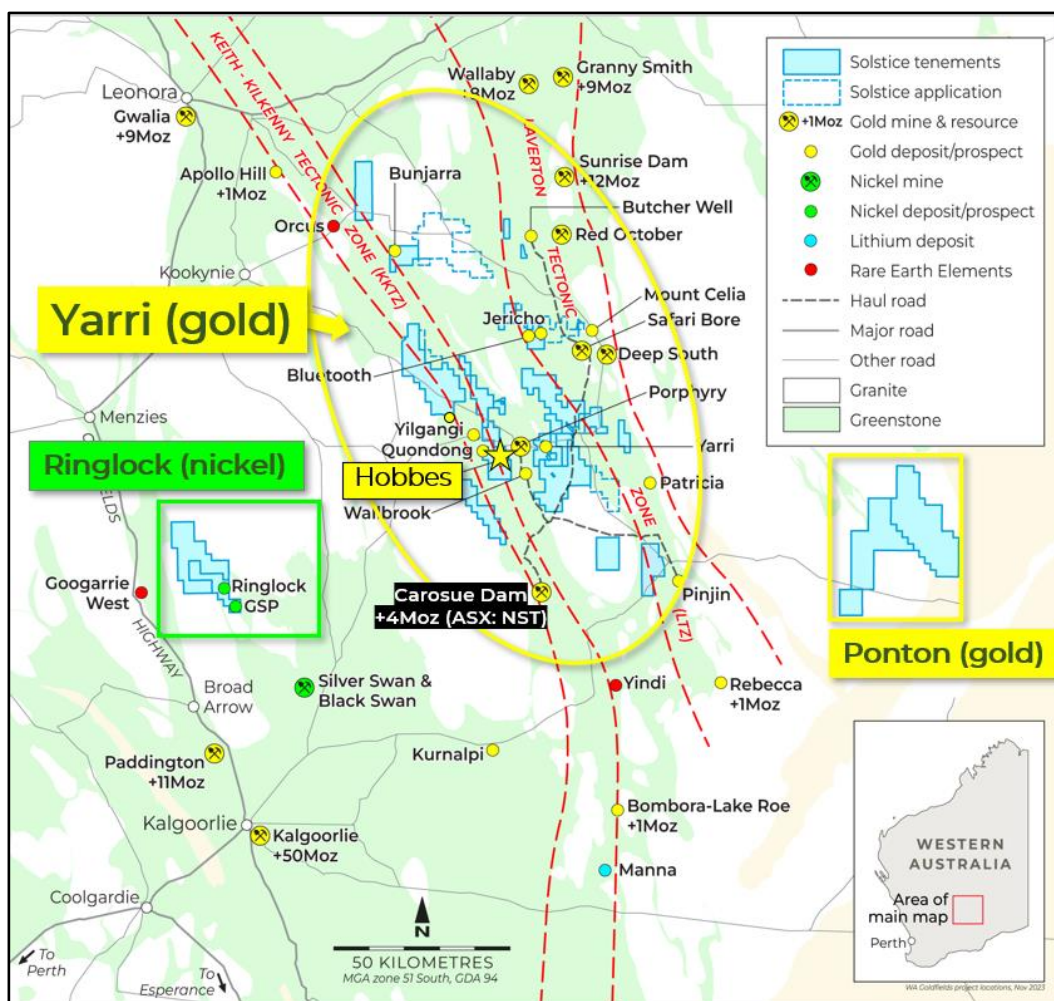 KEITH - KILKENNY TECTONIC ZONE (KKTZ)
LAVERTON TECTONIC ZONE (LTZ)
Leonora
Gwalia
+9Moz
Wallaby
+8Moz
Granny Smith
+9Moz
Apollo Hill
+1Moz
Bunjarra
Sunrise Dam
+12Moz
Orcus
Butcher Well
Red October
Kookynie
Yarri (gold)
Jericho
Mount Celia
Safari Bore
Deep South
Bluetooth
Porphyry
Menzies
Yilgangi
Quondong
Yarri
Ringlock (nickel)
Hobbes
Patricia
Wallbrook
Googarrie
West
Ringlock
GSP
Carosue Dam
+4Moz (ASX: NST)
Pinjin
Ponton (gold)
FIELDS
HIGHWAY
Silver Swan &
Black Swan
Yindi
Rebecca
+1Moz
Broad
Arrow
Paddington
+11Moz
Kurnalpi
Kalgoorlie
Kalgoorlie
+50Moz
Bombora-Lake Roe
+1Moz
Manna
Coolgardie
To
Perth
To
Esperance
N
50 KILOMETRES
MGA zone 51 South, GDA 94
Solstice tenements
Solstice application
+1Moz Gold mine & resource
Gold deposit/prospect
Nickel mine
Nickel deposit/prospect
Lithium deposit
Rare Earth Elements
Haul road
Major road
Other road
Granite
Greenstone
WESTERN
AUSTRALIA
Area of
main map
Perth
WA Goldfields project locations, Nov 2023